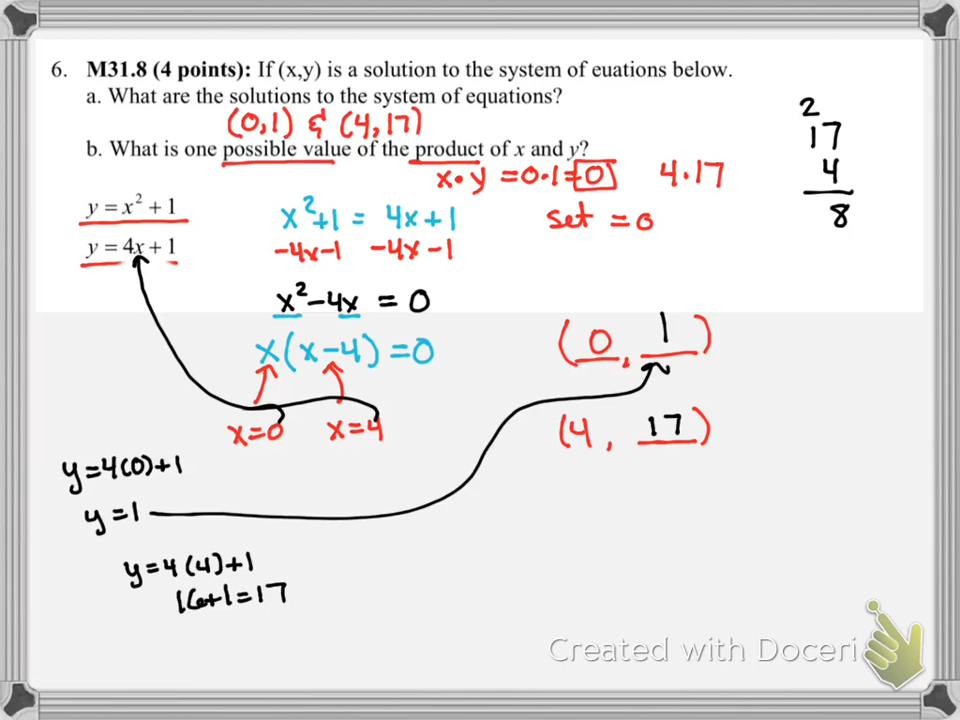 6. M31.8 (4 points): If (x,y) is a solution to the system of euations below.
a. What are the solutions to the system of equations?
(0,1) & (4,17)
b. What is one possible value of the product of x and y?
x·y = 0·1 = 0 4·17
2
17
4
8
y = x² + 1
y = 4x + 1
x²+1 = 4x+1
-4x-1 -4x-1
set = 0
x²-4x = 0
x(x-4) = 0
x=0 x=4
(0, 1)
(4, 17)
y=4(0)+1
y=1
y=4(4)+1
16+1=17
Created with Doceri